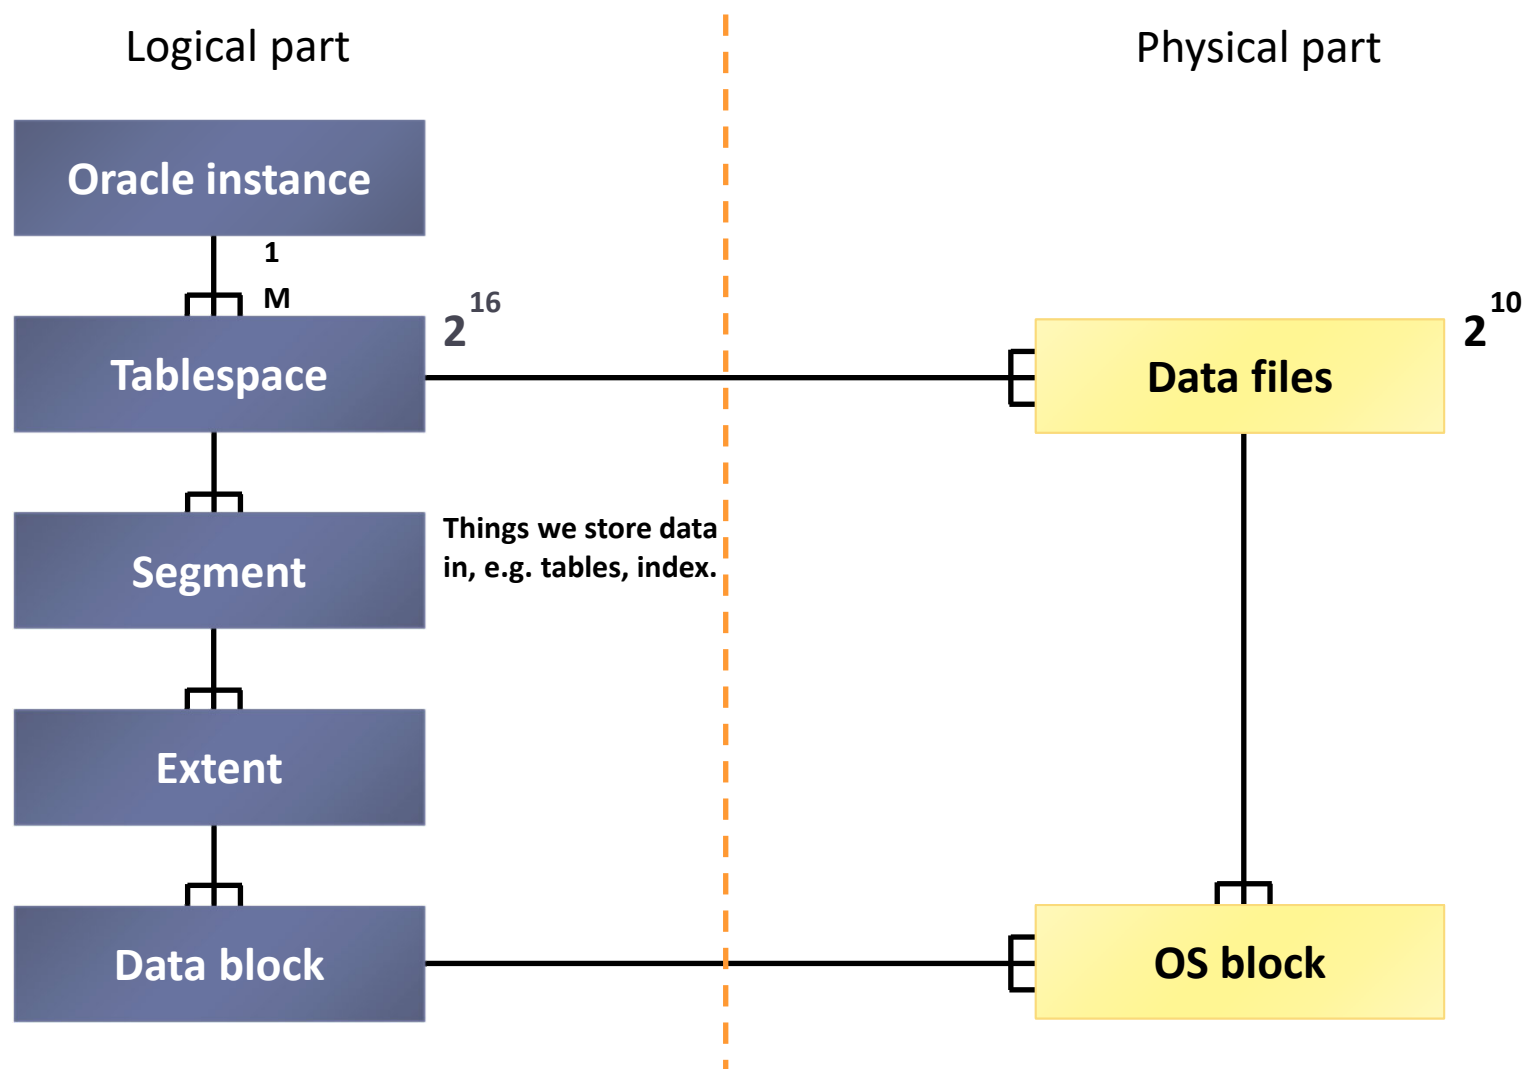 Logical part
Physical part
Oracle instance
1
M
Tablespace
2^16
Data files
2^10
Segment
Things we store data
in, e.g. tables, index.
Extent
Data block
OS block